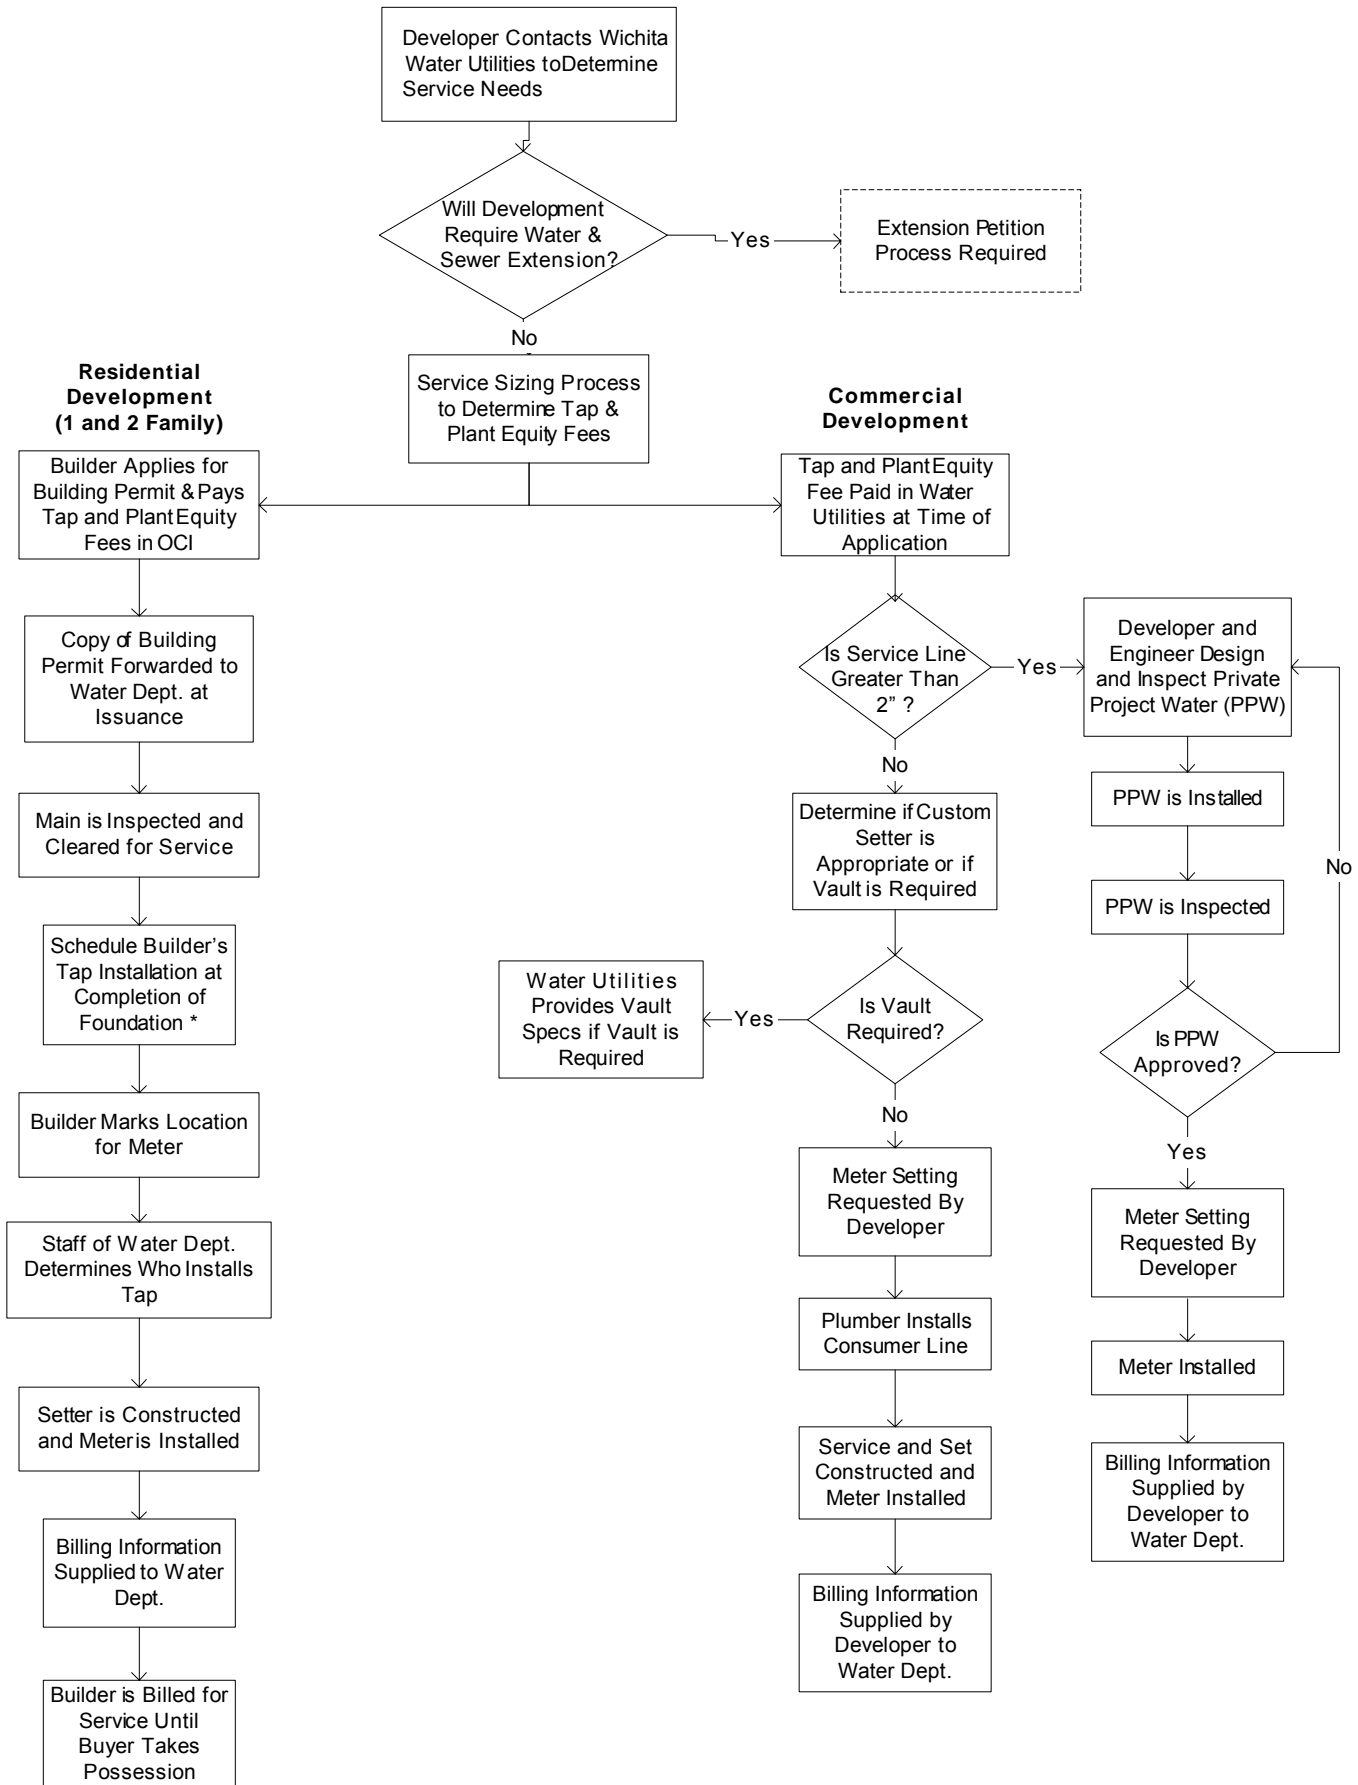 Developer Contacts Wichita
Water Utilities toDetermine
Service Needs
Will Development
Require Water &
Sewer Extension?
Yes
Extension Petition
Process Required
No
Service Sizing Process
to Determine Tap &
Plant Equity Fees
Residential
Development
(1 and 2 Family)
Builder Applies for
Building Permit & Pays
Tap and Plant Equity
Fees in OCI
Copy of Building
Permit Forwarded to
Water Dept. at
Issuance
Main is Inspected and
Cleared for Service
Schedule Builder's
Tap Installation at
Completion of
Foundation *
Builder Marks Location
for Meter
Staff of Water Dept.
Determines Who Installs
Tap
Setter is Constructed
and Meter is Installed
Billing Information
Supplied to Water
Dept.
Builder is Billed for
Service Until
Buyer Takes
Possession
Commercial
Development
Tap and Plant Equity
Fee Paid in Water
Utilities at Time of
Application
Is Service Line
Greater Than
2” ?
Yes
No
Determine if Custom
Setter is
Appropriate or if
Vault is Required
Is Vault
Required?
Yes
Water Utilities
Provides Vault
Specs if Vault is
Required
No
Meter Setting
Requested By
Developer
Plumber Installs
Consumer Line
Service and Set
Constructed and
Meter Installed
Billing Information
Supplied by
Developer to
Water Dept.
Developer and
Engineer Design
and Inspect Private
Project Water (PPW)
PPW is Installed
PPW is Inspected
Is PPW
Approved?
No
Yes
Meter Setting
Requested By
Developer
Meter Installed
Billing Information
Supplied by
Developer to
Water Dept.